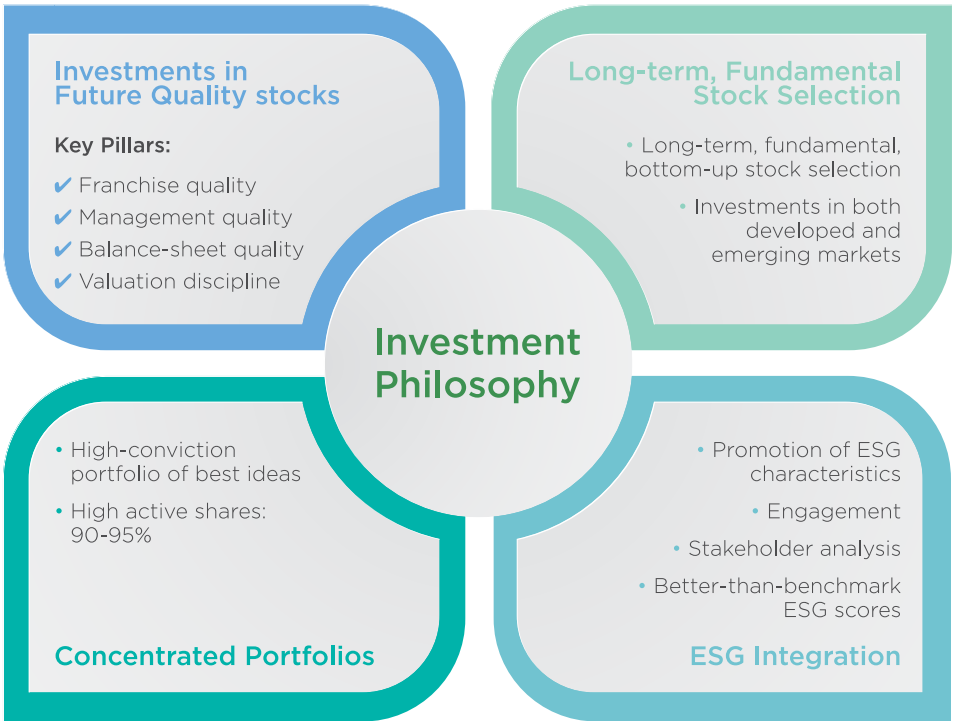 Investments in
Future Quality stocks
Key Pillars:
✔ Franchise quality
✔ Management quality
✔ Balance-sheet quality
✔ Valuation discipline
Long-term, Fundamental
Stock Selection
• Long-term, fundamental,
bottom-up stock selection
• Investments in both
developed and
emerging markets
Investment
Philosophy
• High-conviction
portfolio of best ideas
• High active shares:
90-95%
Concentrated Portfolios
• Promotion of ESG
characteristics
• Engagement
• Stakeholder analysis
• Better-than-benchmark
ESG scores
ESG Integration